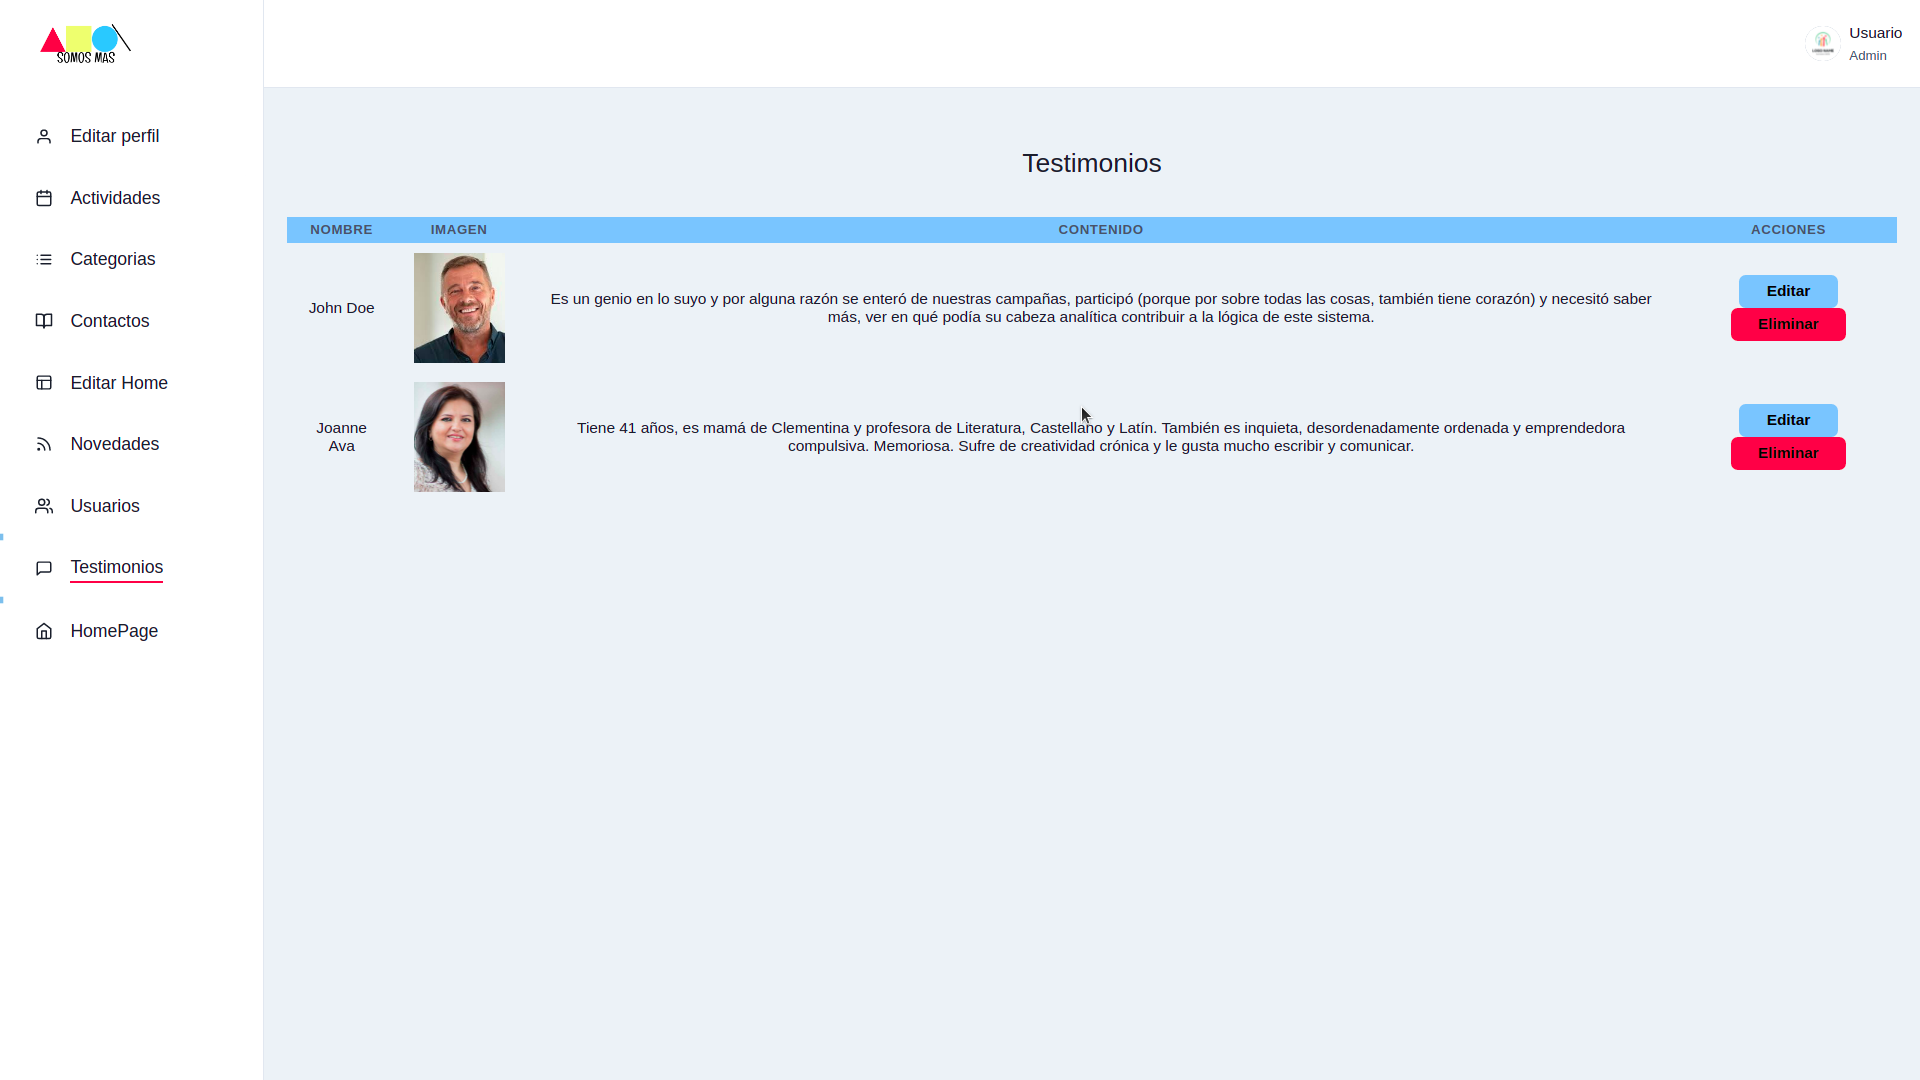 SOMOS MAS
Usuario
Admin
Editar perfil
Actividades
Categorias
Contactos
Editar Home
Novedades
Usuarios
Testimonios
HomePage
Testimonios
NOMBRE IMAGEN CONTENIDO ACCIONES
John Doe
Es un genio en lo suyo y por alguna razón se enteró de nuestras campañas, participó (porque por sobre todas las cosas, también tiene corazón) y necesitó saber
más, ver en qué podía su cabeza analítica contribuir a la lógica de este sistema.
Editar
Eliminar
Joanne
Ava
Tiene 41 años, es mamá de Clementina y profesora de Literatura, Castellano y Latín. También es inquieta, desordenadamente ordenada y emprendedora
compulsiva. Memoriosa. Sufre de creatividad crónica y le gusta mucho escribir y comunicar.
Editar
Eliminar